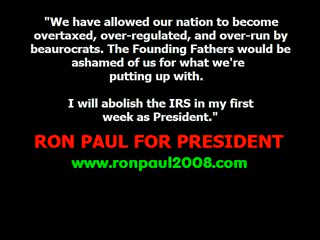 "We have allowed our nation to become
overtaxed, over-regulated, and over-run by
beaurocrats. The Founding Fathers would be
ashamed of us for what we're
putting up with.
I will abolish the IRS in my first
week as President."
RON PAUL FOR PRESIDENT
www.ronpaul2008.com